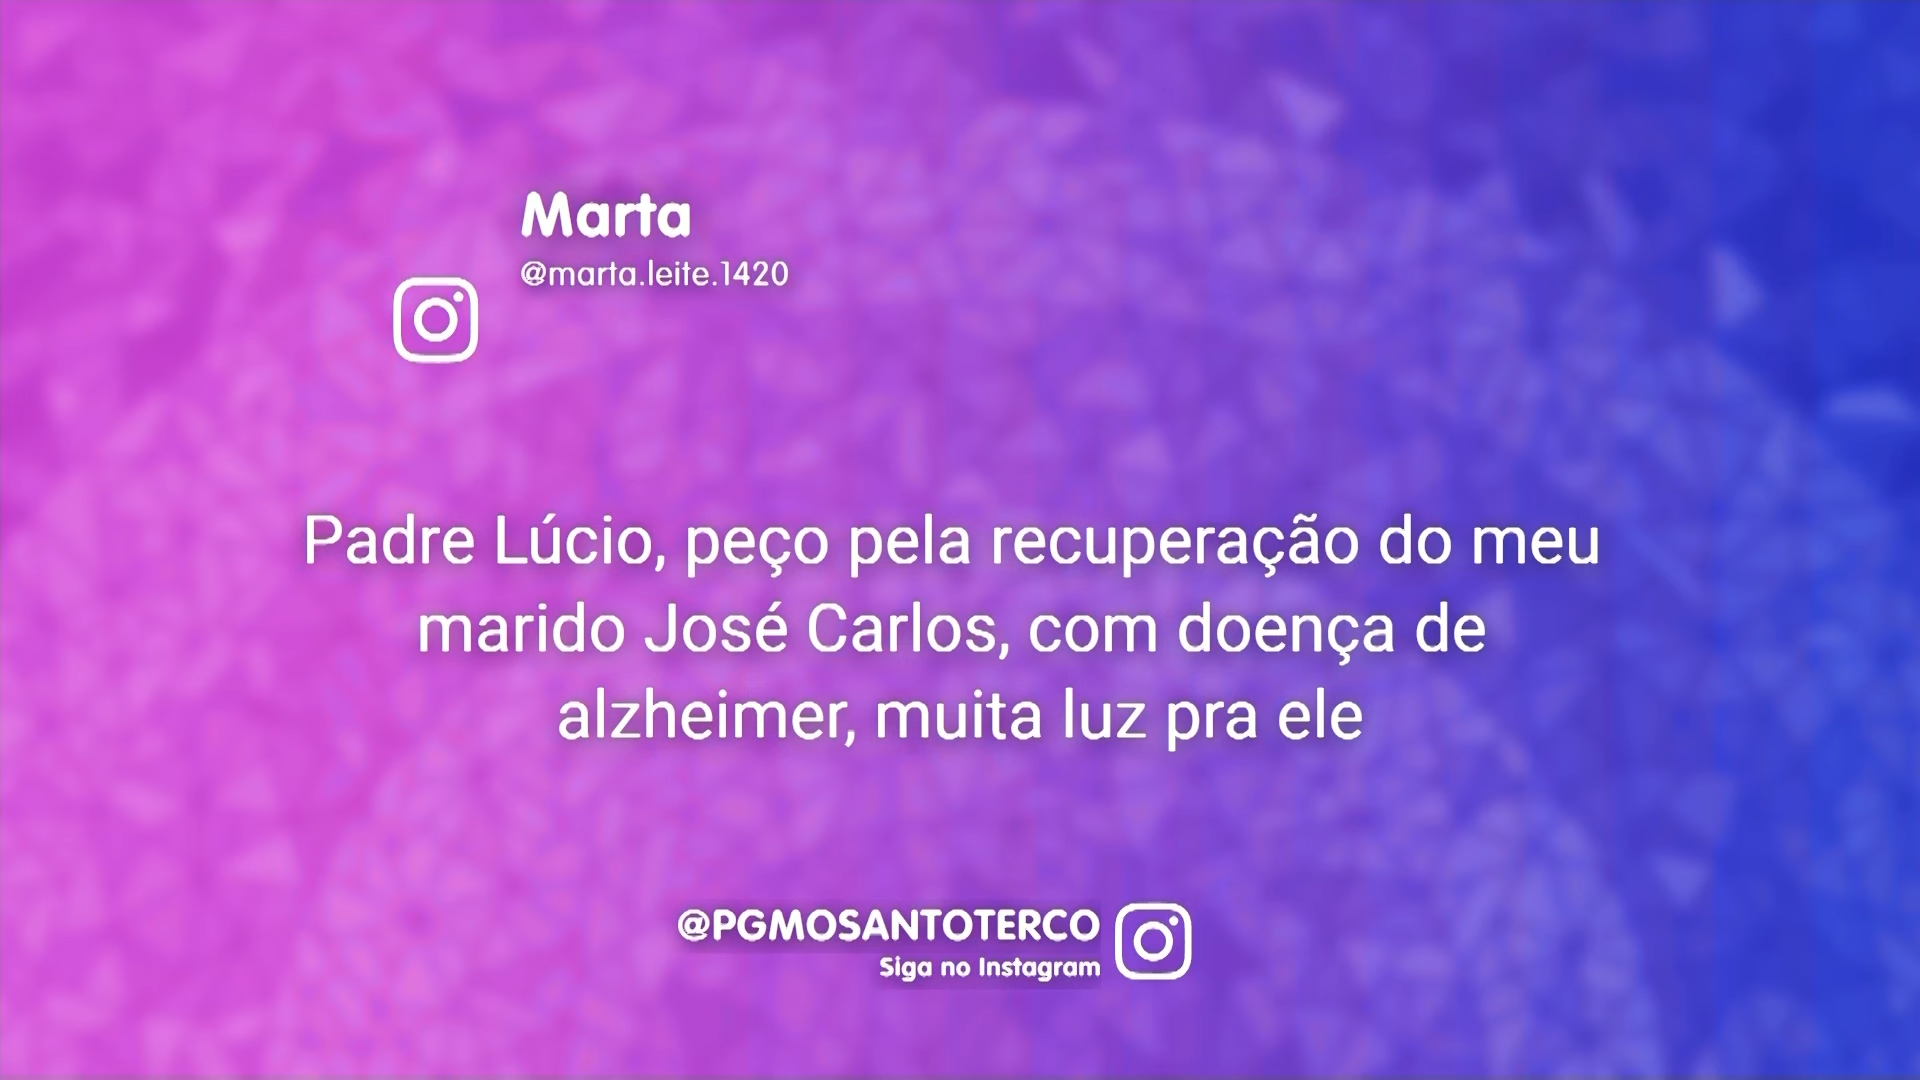 Marta
@marta.leite.1420
Padre Lúcio, peço pela recuperação do meu
marido José Carlos, com doença de
alzheimer, muita luz pra ele
@PGMOSANTOTERCO
Siga no Instagram